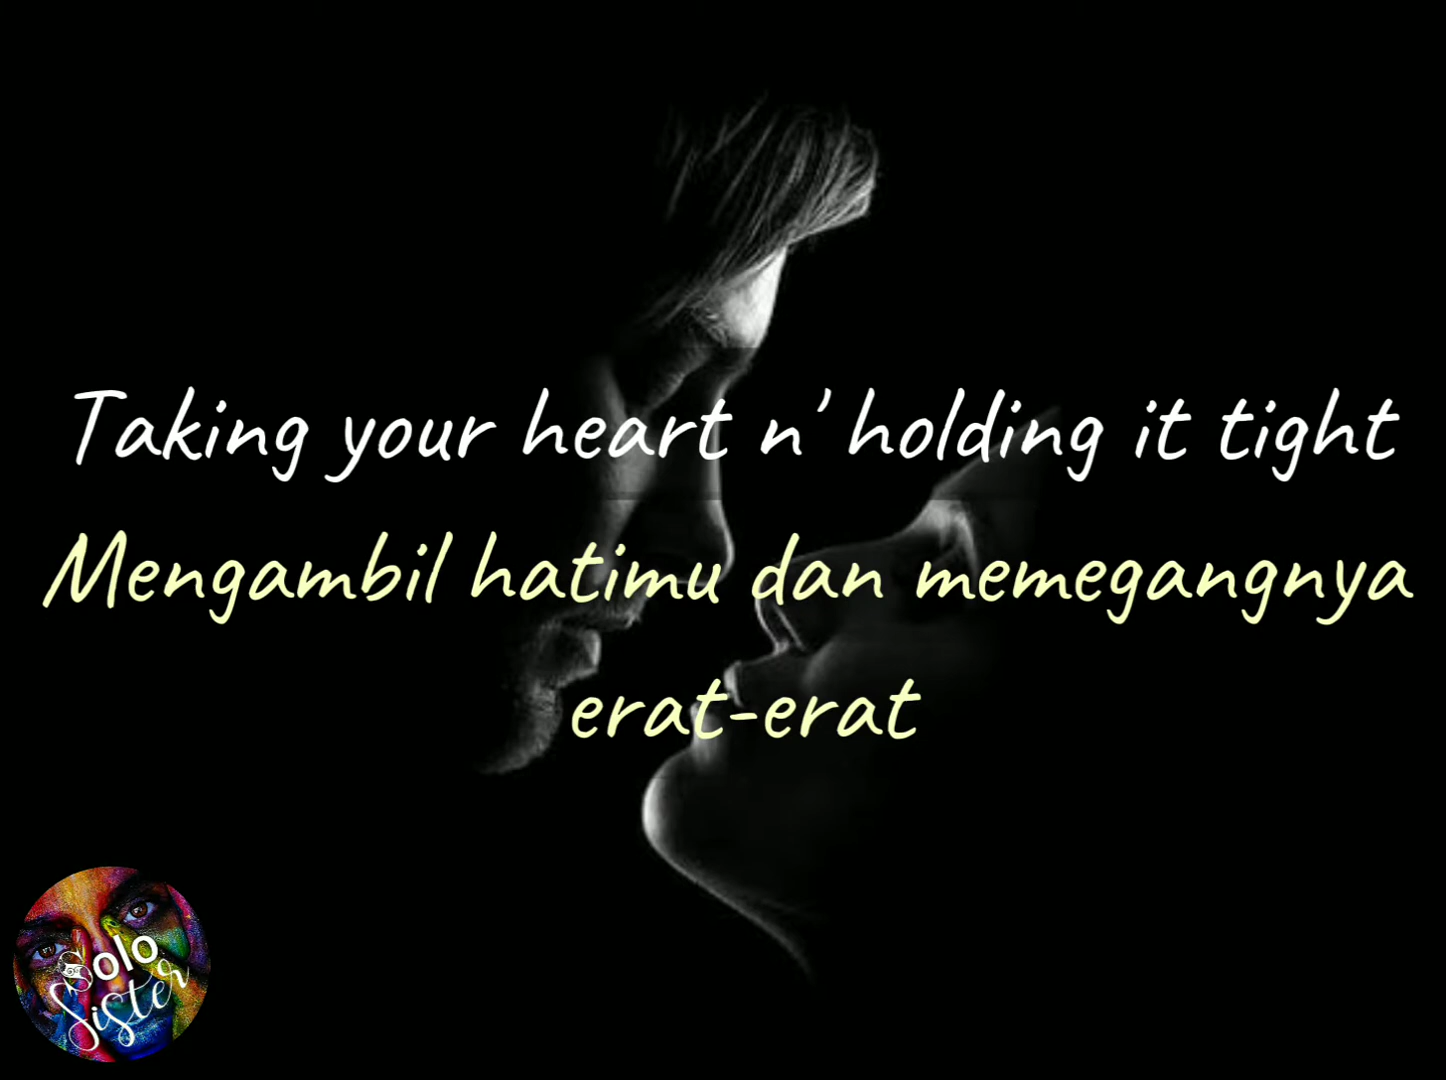 Taking your heart n' holding it tight
Mengambil hatimu dan memegangnya
erat-erat
Solo
Sister